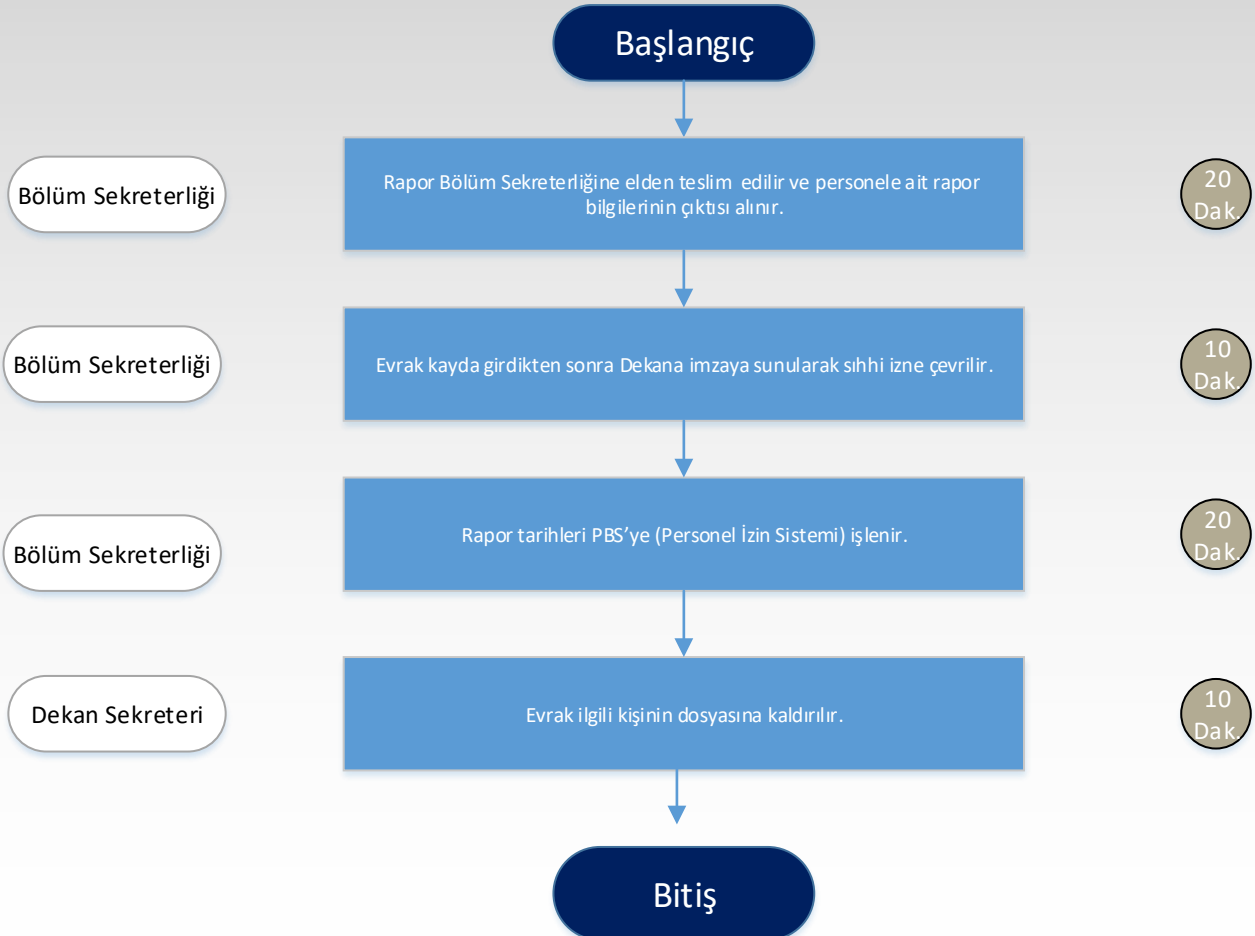 Başlangıç
Bölüm Sekreterliği
Rapor Bölüm Sekreterliğine elden teslim edilir ve personele ait rapor
bilgilerinin çıktısı alınır.
20
Dak.
Bölüm Sekreterliği
Evrak kayda girdikten sonra Dekana imzaya sunularak sıhhi izne çevrilir.
10
Dak.
Bölüm Sekreterliği
Rapor tarihleri PBS’ye (Personel İzin Sistemi) işlenir.
20
Dak.
Dekan Sekreteri
Evrak ilgili kişinin dosyasına kaldırılır.
10
Dak.
Bitiş